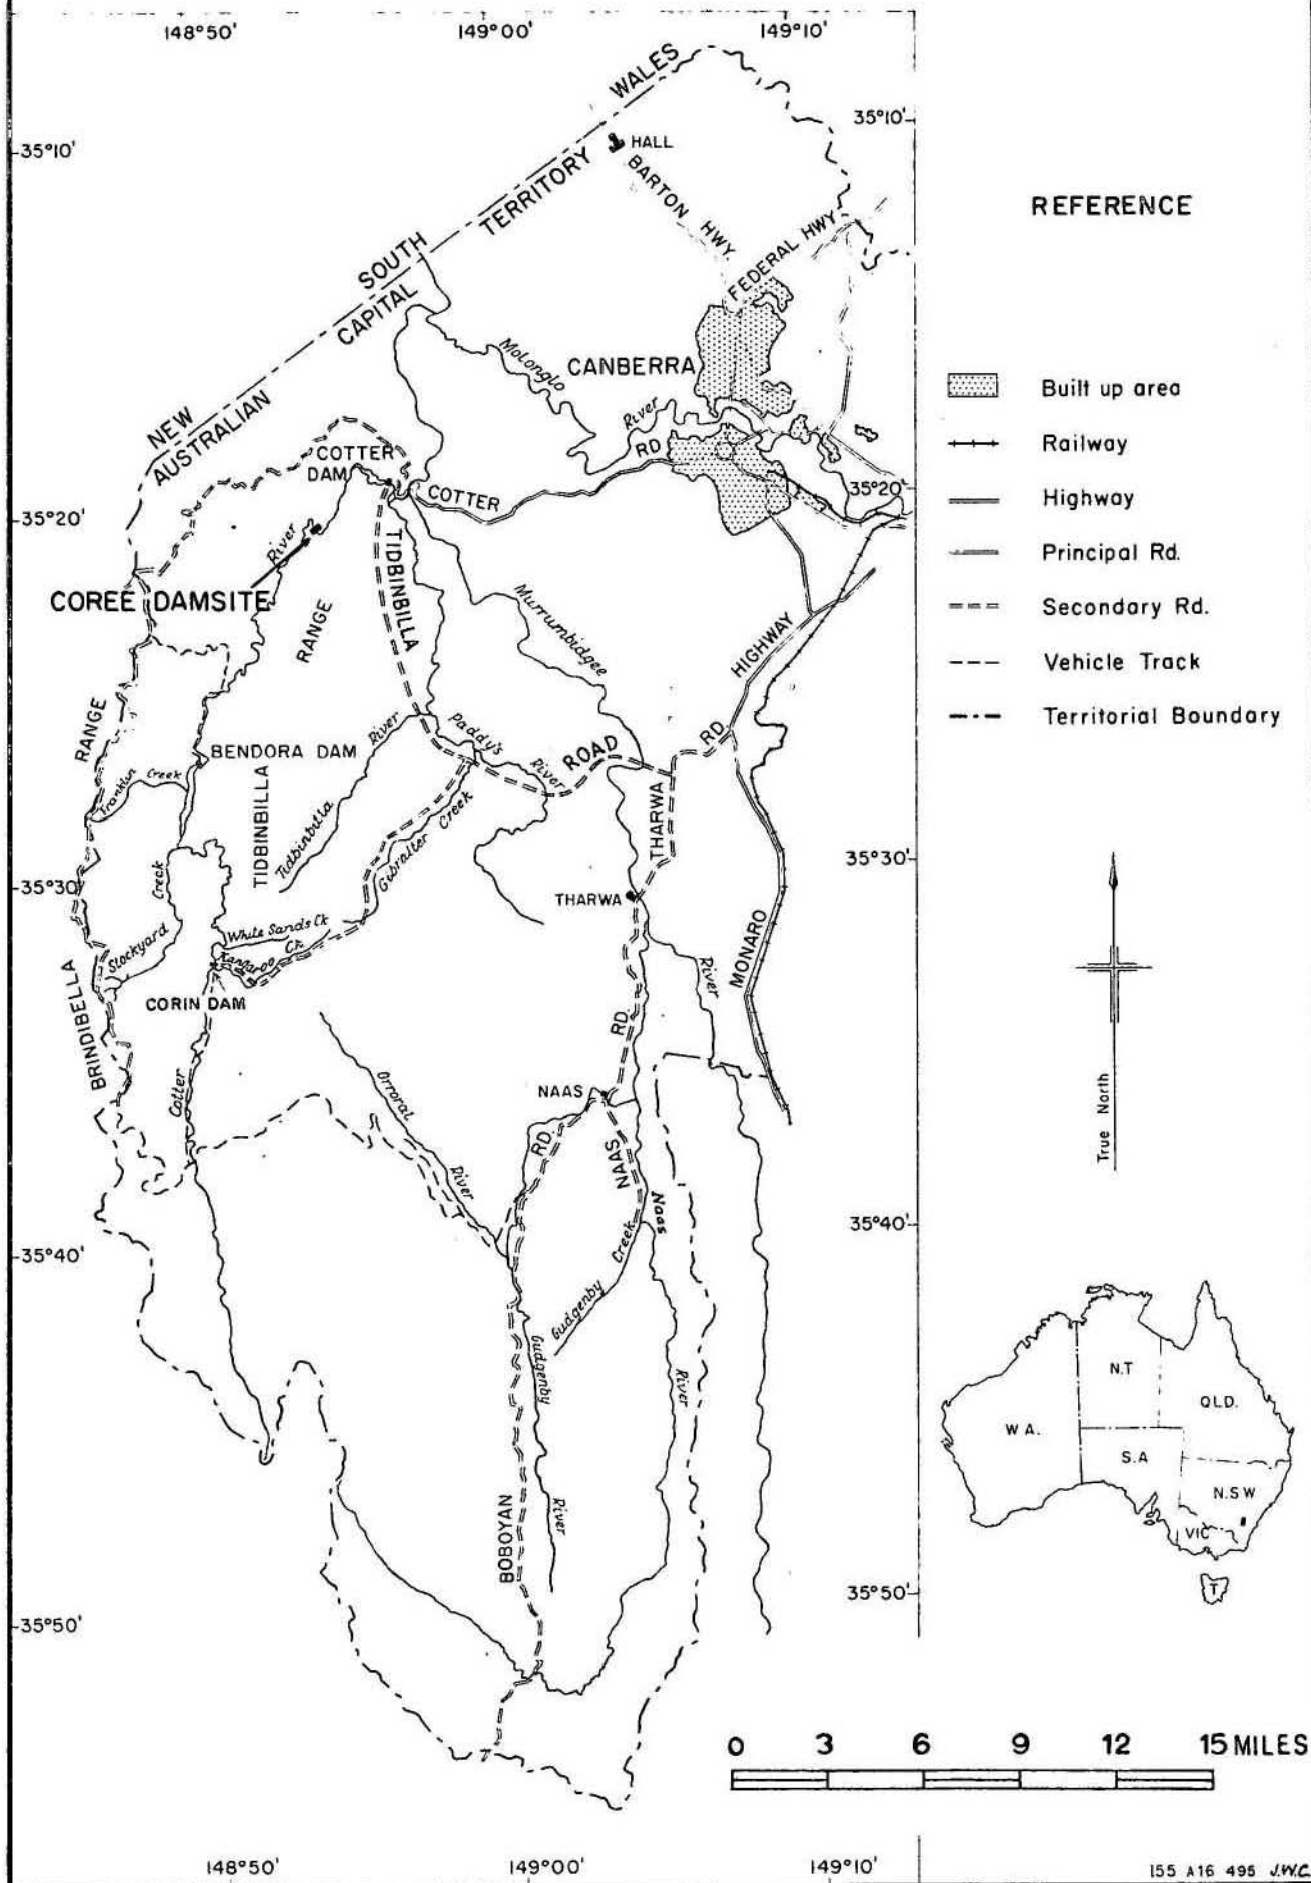 148°50'
149°00'
149°10'
35°10'
35°10'
NEW SOUTH WALES
AUSTRALIAN CAPITAL TERRITORY
HALL
BARTON HWY.
FEDERAL HWY
REFERENCE
Built up area
Railway
Highway
Principal Rd.
Secondary Rd.
Vehicle Track
Territorial Boundary
CANBERRA
Molonglo
River
COTTER
DAM
COTTER
RD
35°20'
35°20'
River
COREE DAMSITE
RANGE
TIDBINBILLA
Murrumbidgee
HIGHWAY
RANGE
BENDORA DAM
River
Paddy's
River
ROAD
RD.
Franklin
Creek
TIDBINBILLA
Tidbinbilla
Gibralter Creek
THARWA
35°30'
35°30'
Creek
THARWA
White Sands Ck
Kangaroo
Ck
Stockyard
CORIN DAM
BRINDIBELLA
MONARO
River
RD.
Cotter
Orroral
River
NAAS
RD.
NAAS
Naas
True North
35°40'
35°40'
Gudgenby
Creek
Gudgenby
River
River
BOBOYAN
W A.
N.T
QLD.
S.A
N.S W
VIC
T
35°50'
35°50'
0 3 6 9 12 15 MILES
148°50'
149°00'
149°10'
155 A16 495 J.W.C.